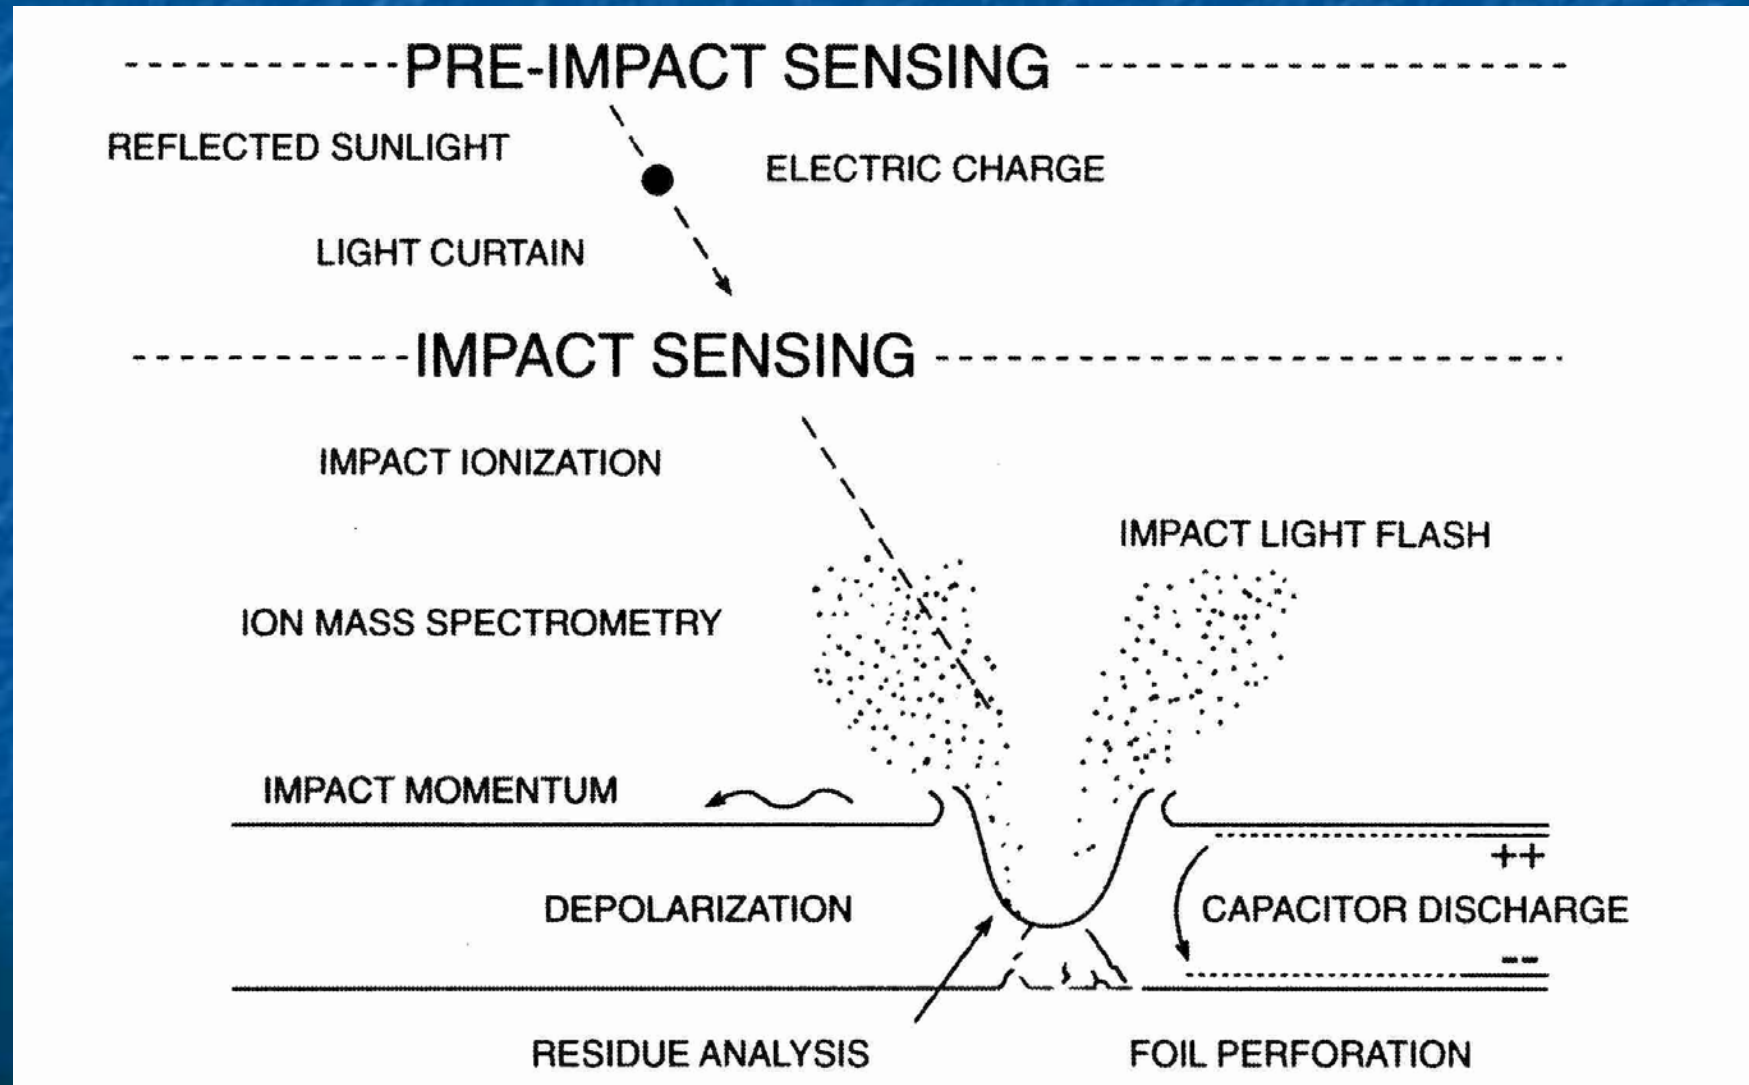 PRE-IMPACT SENSING
REFLECTED SUNLIGHT
ELECTRIC CHARGE
LIGHT CURTAIN
IMPACT SENSING
IMPACT IONIZATION
IMPACT LIGHT FLASH
ION MASS SPECTROMETRY
IMPACT MOMENTUM
++
DEPOLARIZATION
CAPACITOR DISCHARGE
--
RESIDUE ANALYSIS
FOIL PERFORATION